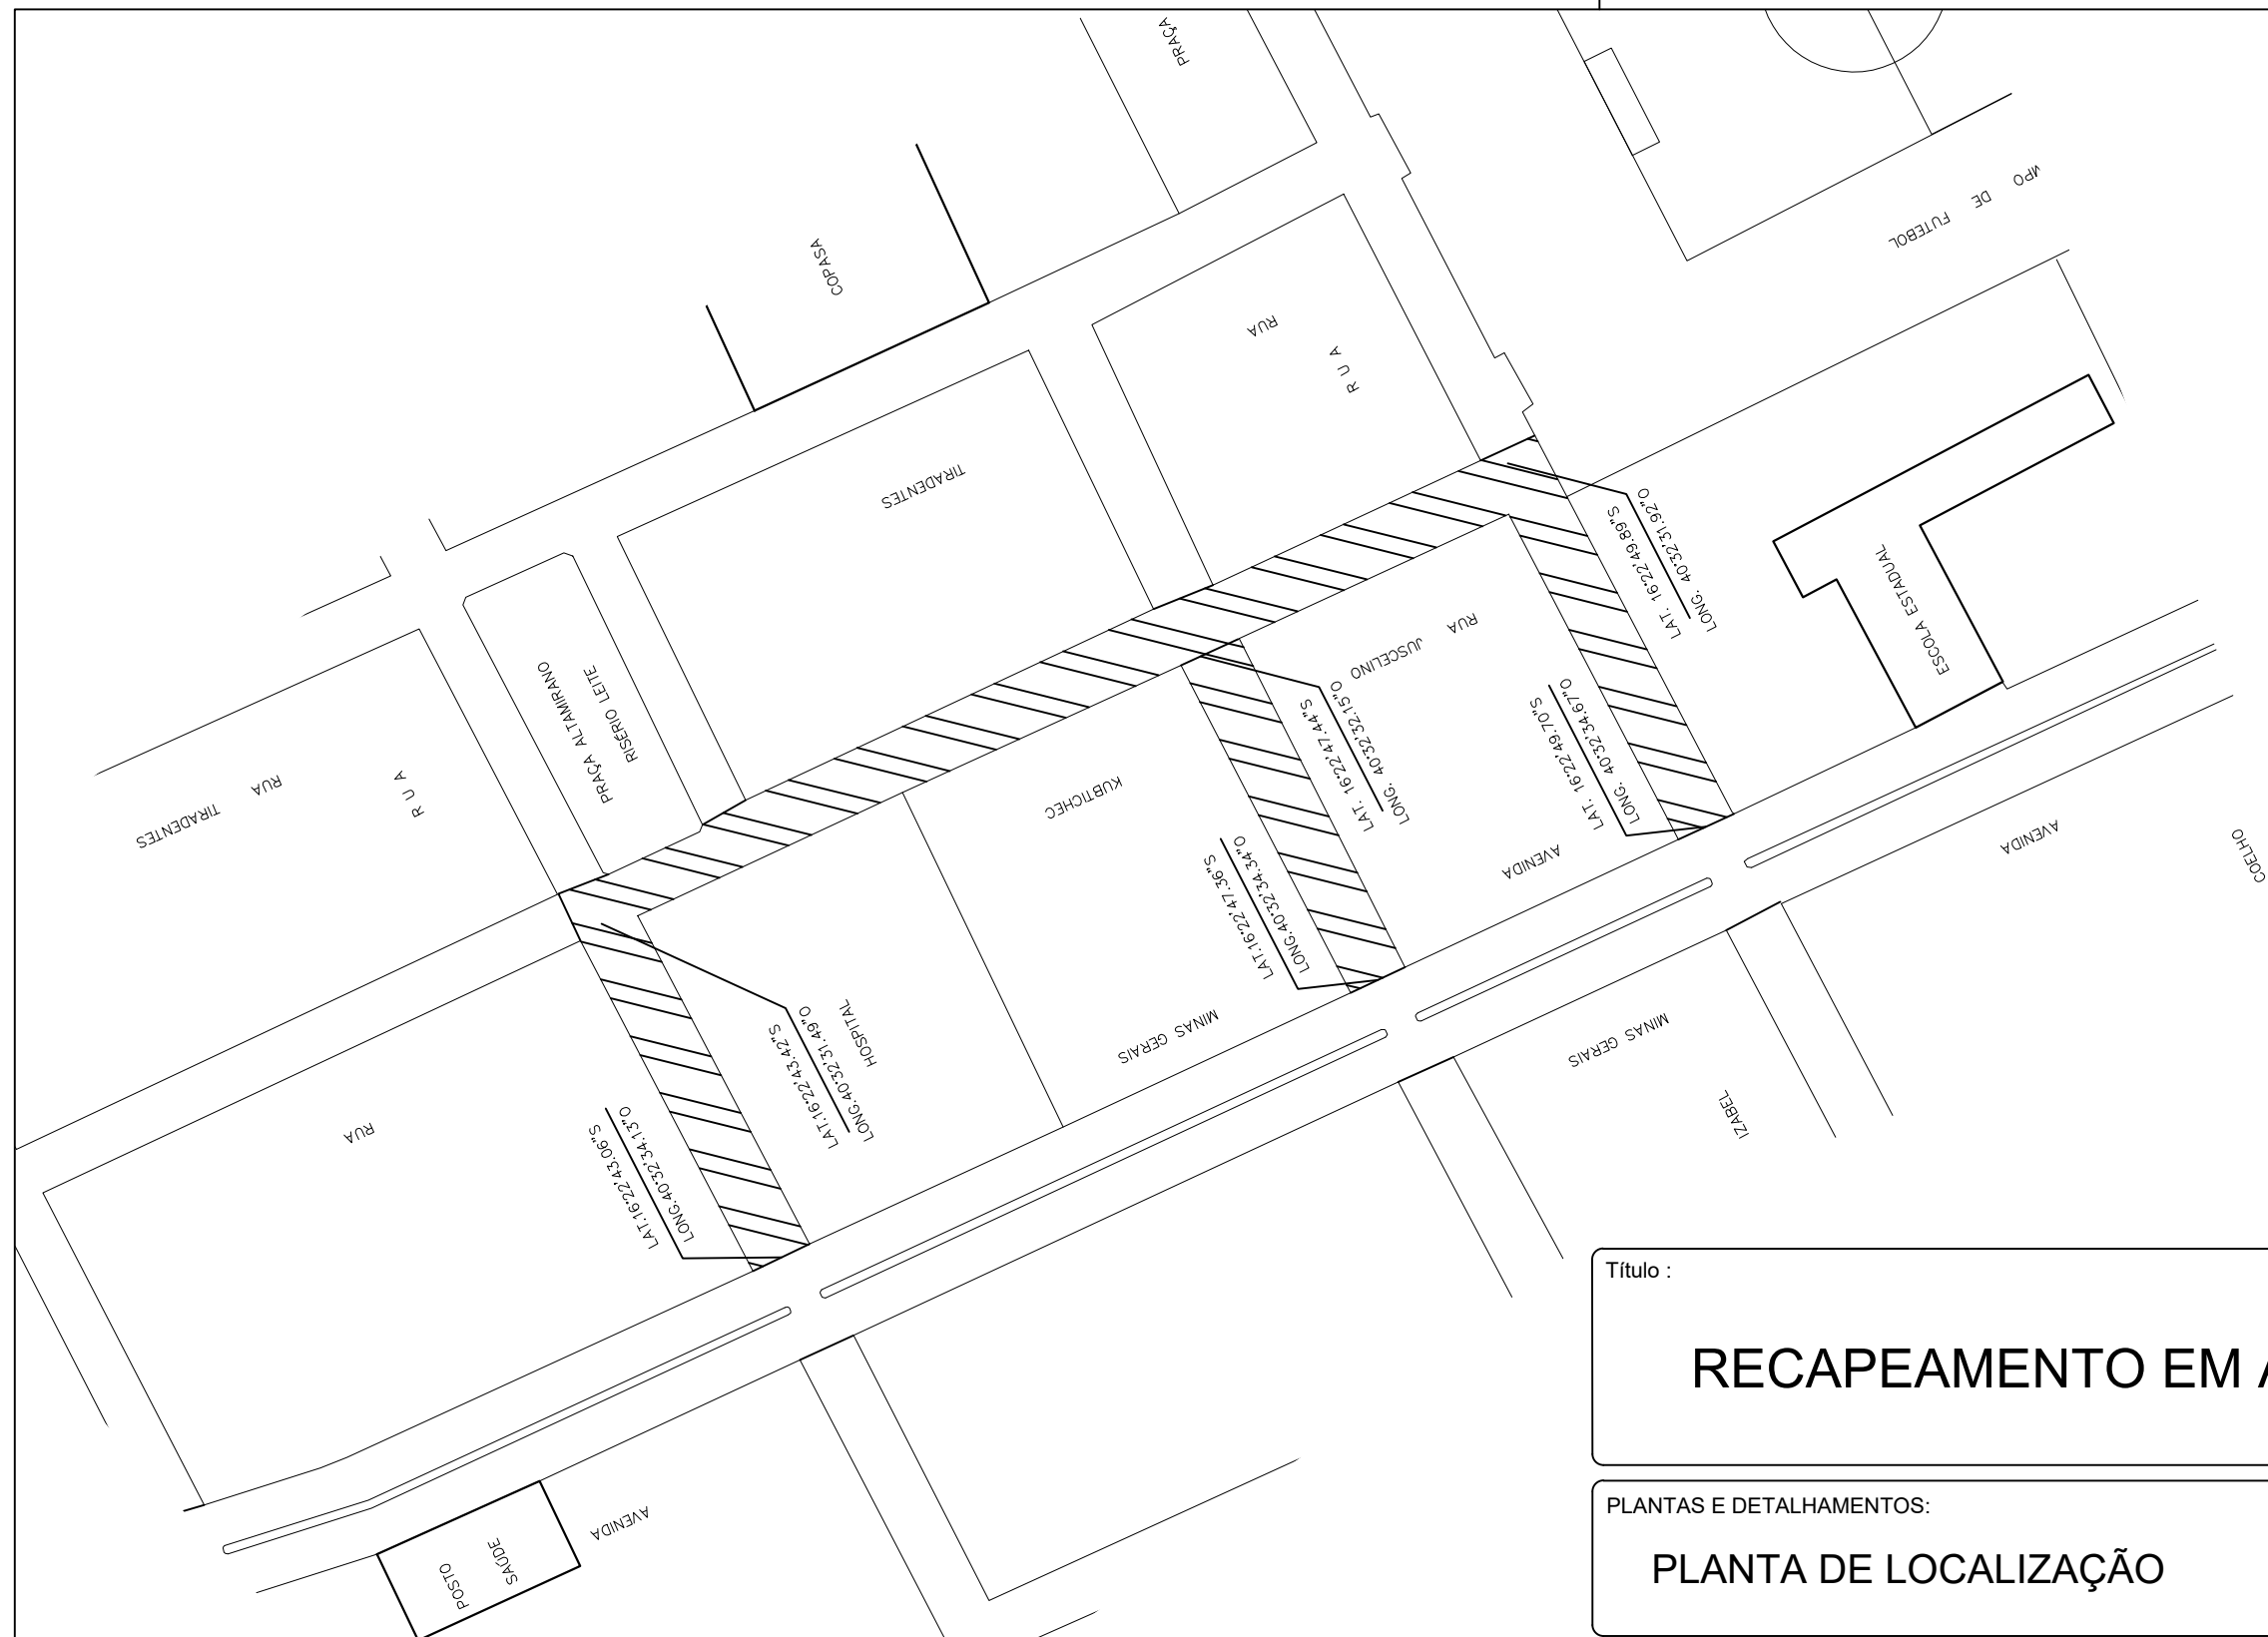 PRAÇA
MPO DE FUTEBOL
COPASA
RUA
RUA
TIRADENTES
LAT. 16°22'49.89"S
LONG. 40°32'31.92"O
ESCOLA ESTADUAL
RUA JUSCELINO
KUBTICHEC
PRAÇA ALTAMIRANO
RISÉRIO LEITE
RUA TIRADENTES
RUA
LAT. 16°22'47.44"S
LONG. 40°32'32.15"O
LAT. 16°22'49.70"S
LONG. 40°32'34.67"O
LAT.16°22'47.36"S
LONG.40°32'34.34"O
AVENIDA
AVENIDA
COELHO
HOSPITAL
LAT.16°22'43.42"S
LONG.40°32'31.49"O
MINAS GERAIS
MINAS GERAIS
IZABEL
RUA
LAT.16°22'43.06"S
LONG.40°32'34.13"O
AVENIDA
POSTO
SAÚDE
Título :
RECAPEAMENTO EM
PLANTAS E DETALHAMENTOS:
PLANTA DE LOCALIZAÇÃO